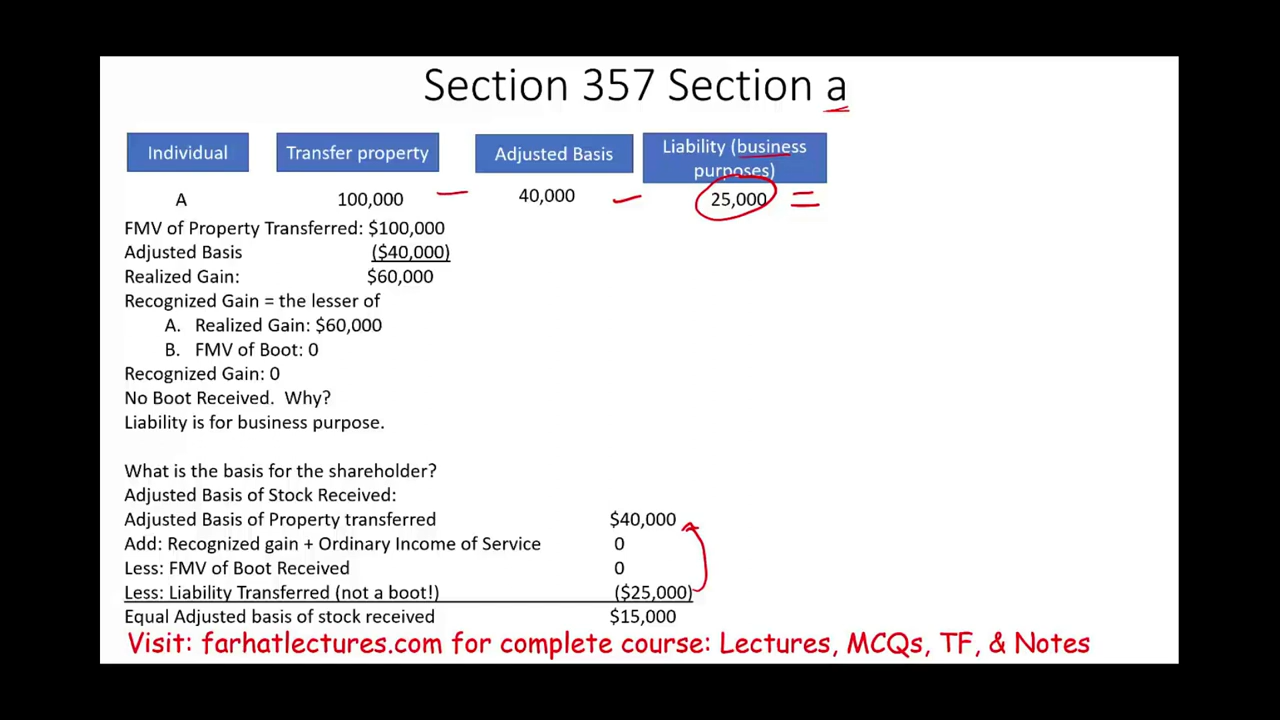 Section 357 Section a
Individual Transfer property Adjusted Basis Liability (business purposes)
A 100,000 40,000 25,000
FMV of Property Transferred: $100,000
Adjusted Basis ($40,000)
Realized Gain: $60,000
Recognized Gain = the lesser of
A. Realized Gain: $60,000
B. FMV of Boot: 0
Recognized Gain: 0
No Boot Received. Why?
Liability is for business purpose.
What is the basis for the shareholder?
Adjusted Basis of Stock Received:
Adjusted Basis of Property transferred $40,000
Add: Recognized gain + Ordinary Income of Service 0
Less: FMV of Boot Received 0
Less: Liability Transferred (not a boot!) ($25,000)
Equal Adjusted basis of stock received $15,000
Visit: farhatlectures.com for complete course: Lectures, MCQs, TF, & Notes